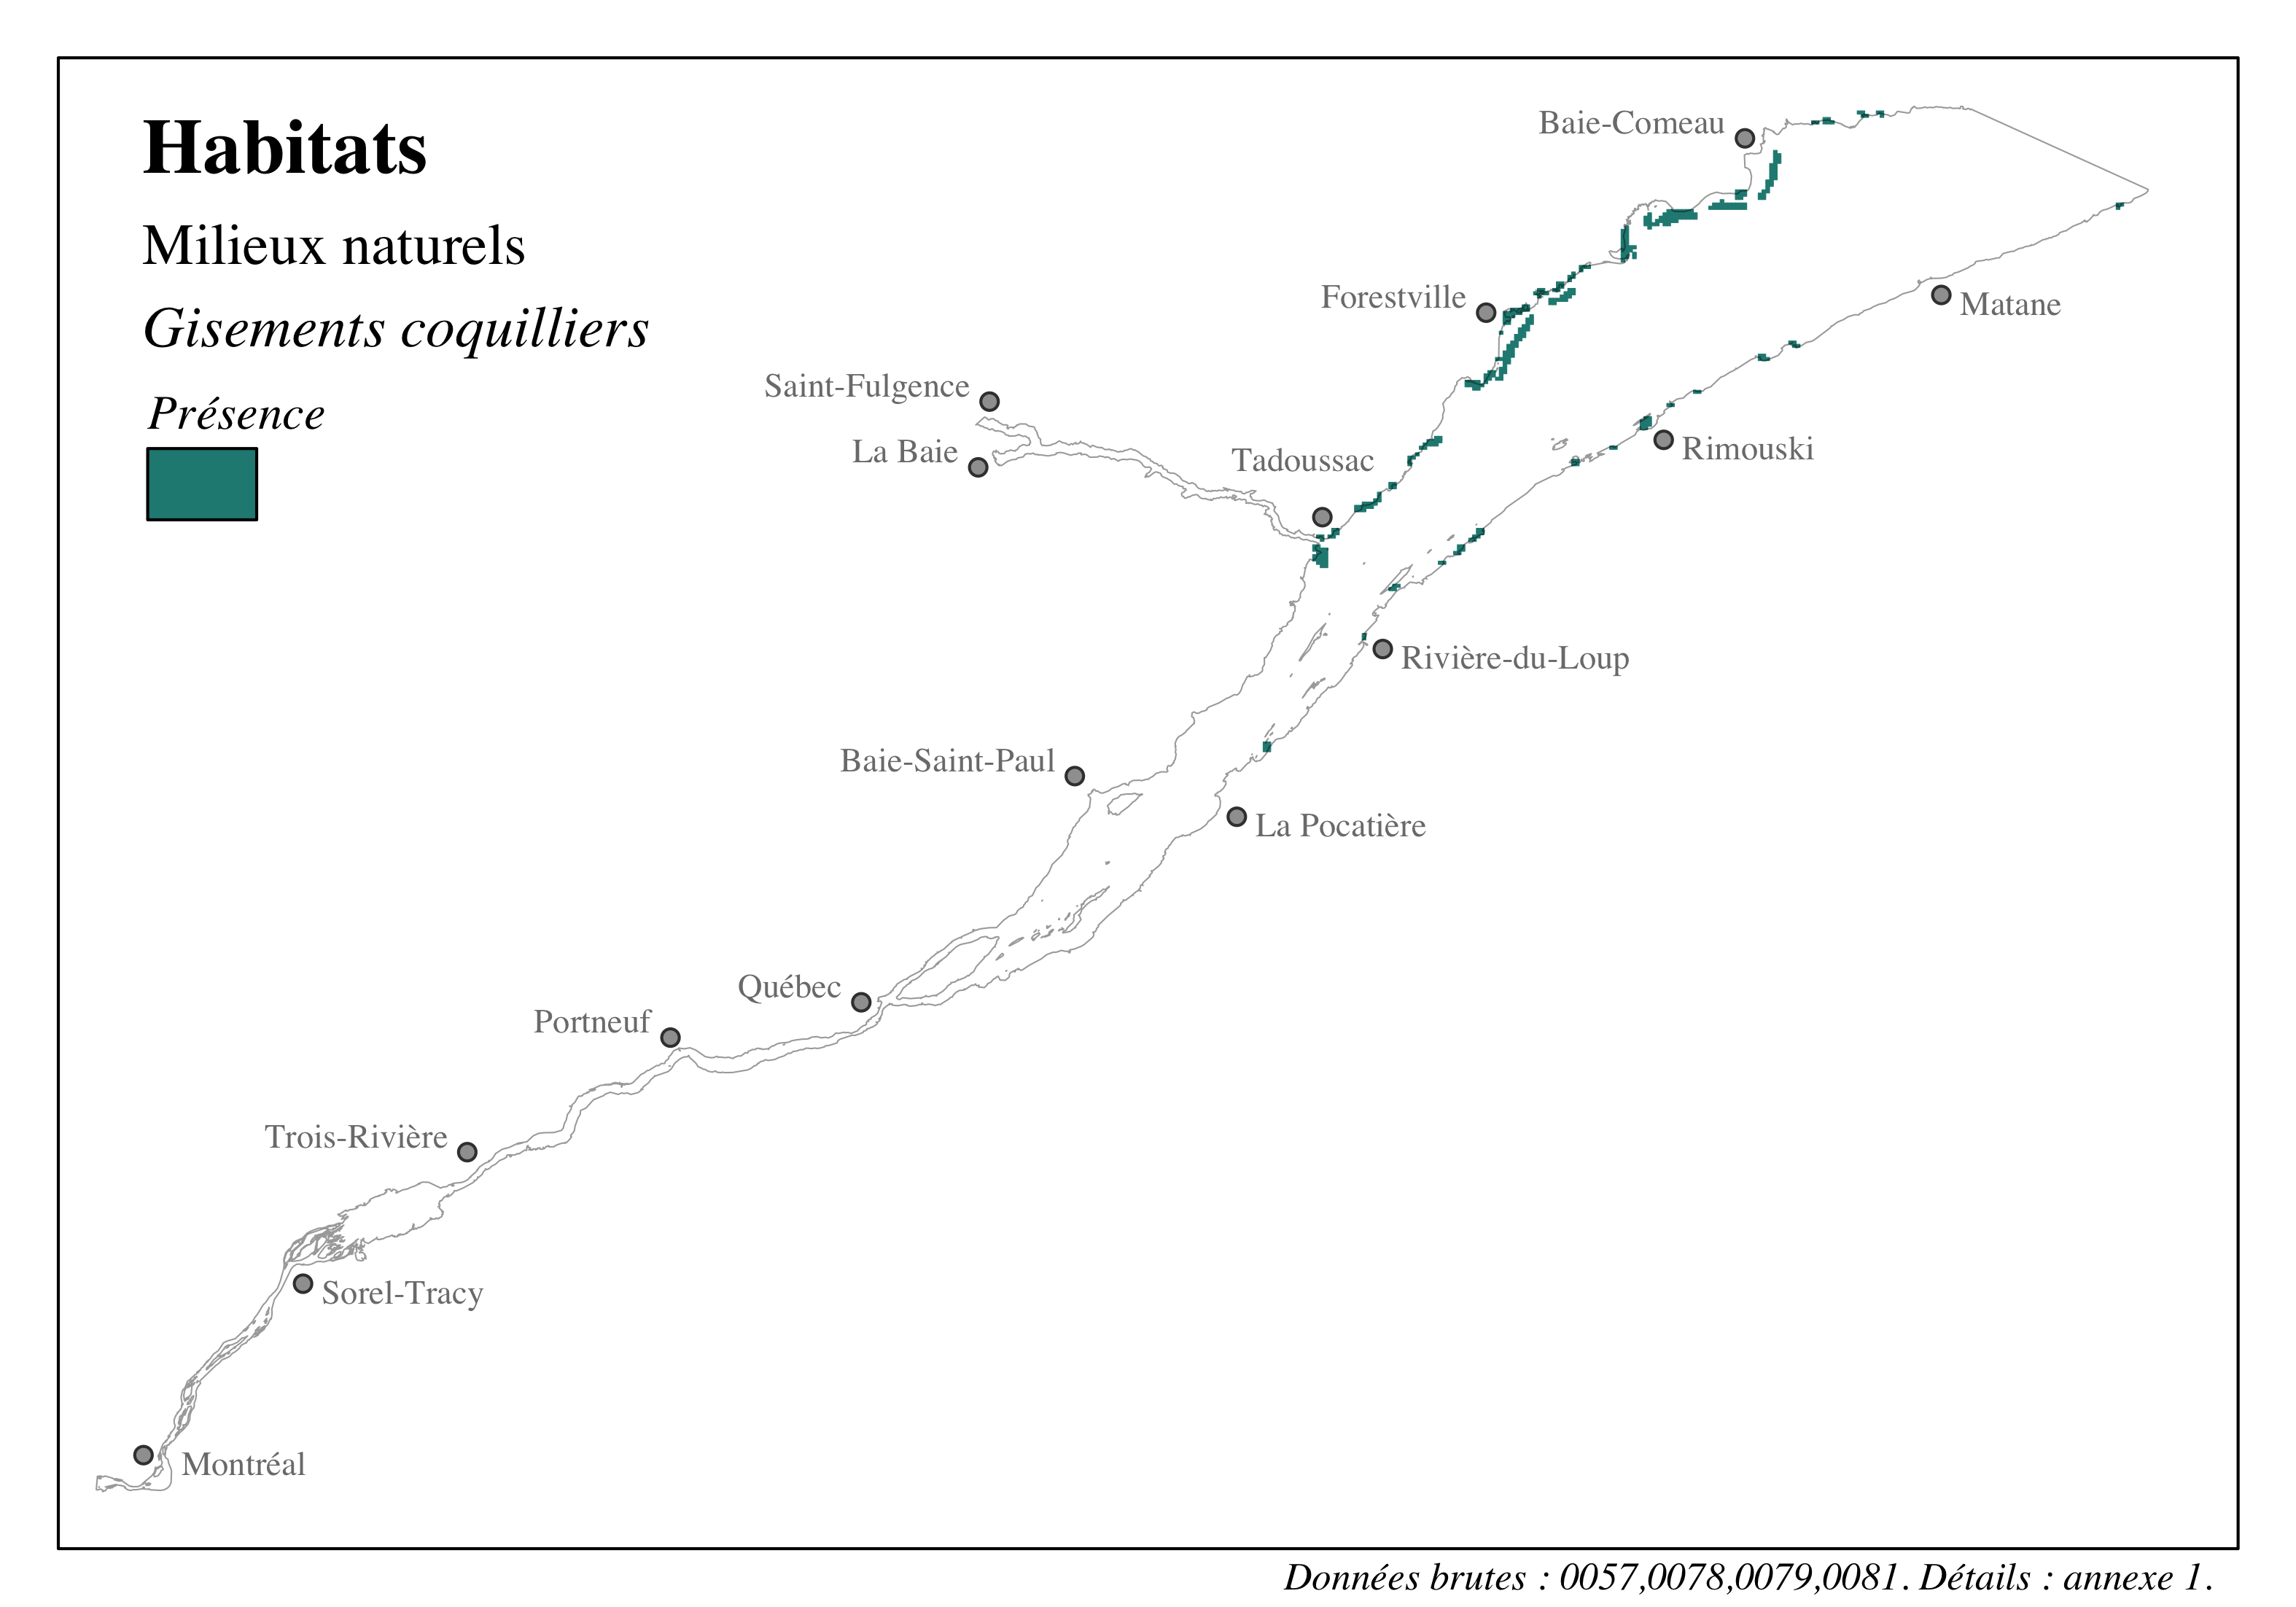 Habitats
Milieux naturels
Gisements coquilliers
Présence
Baie-Comeau
Forestville
Matane
Saint-Fulgence
La Baie
Tadoussac
Rimouski
Rivière-du-Loup
Baie-Saint-Paul
La Pocatière
Québec
Portneuf
Trois-Rivière
Sorel-Tracy
Montréal
Données brutes : 0057,0078,0079,0081. Détails : annexe 1.